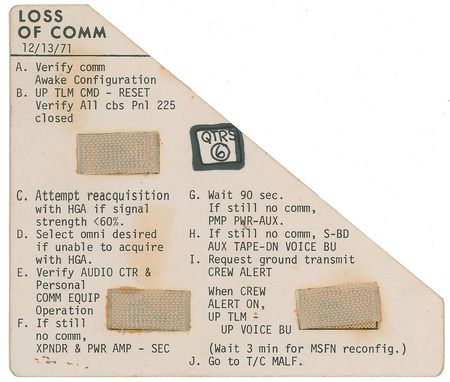 LOSS
OF COMM
12/13/71
A. Verify comm
Awake Configuration
B. UP TLM CMD - RESET
Verify All cbs Pnl 225
closed
QTRS
6
C. Attempt reacquisition
with HGA if signal
strength <60%.
D. Select omni desired
if unable to acquire
with HGA.
E. Verify AUDIO CTR &
Personal
COMM EQUIP
Operation
F. If still
no comm,
XPNDR & PWR AMP - SEC
G. Wait 90 sec.
If still no comm,
PMP PWR-AUX.
H. If still no comm, S-BD
AUX TAPE-DN VOICE BU
I. Request ground transmit
CREW ALERT
When CREW
ALERT ON,
UP TLM -
UP VOICE BU
(Wait 3 min for MSFN reconfig.)
J. Go to T/C MALF.